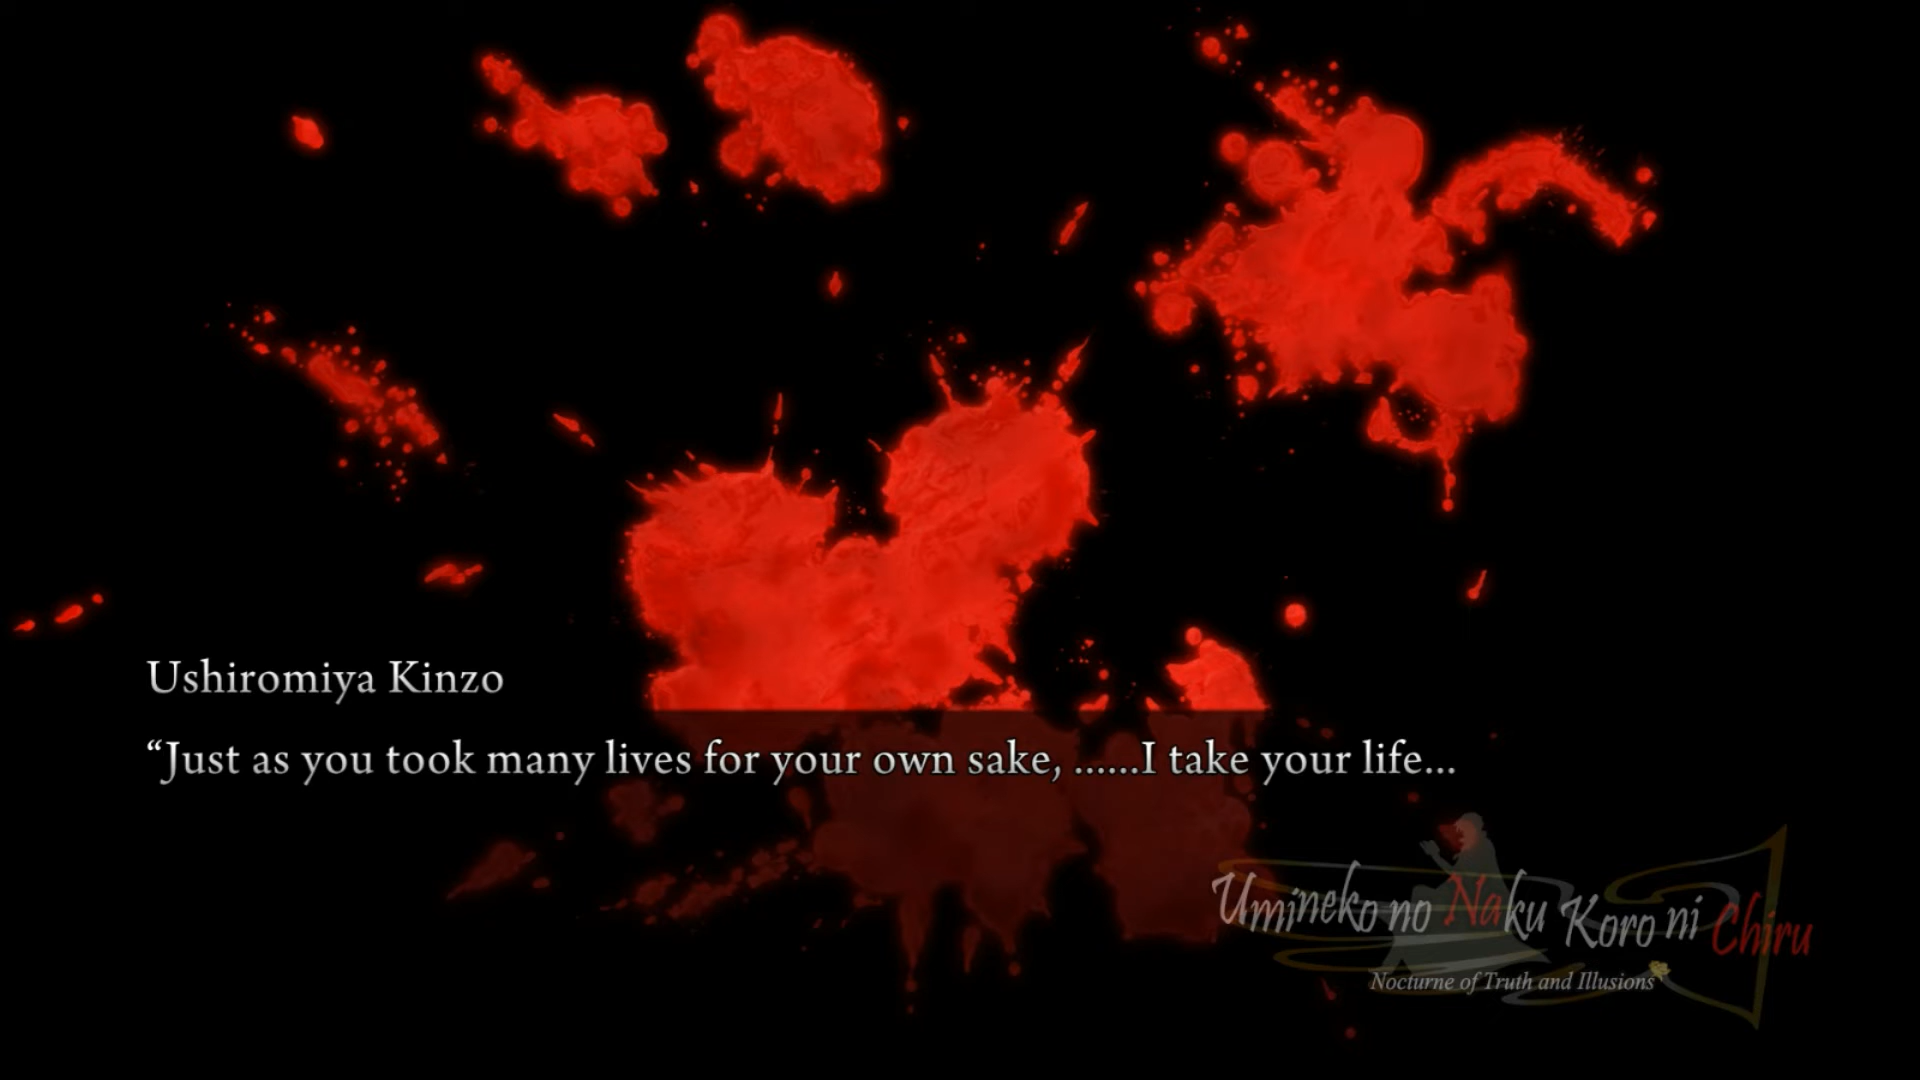 Ushiromiya Kinzo
“Just as you took many lives for your own sake, ......I take your life...
Umineko no Naku Koro ni Chiru
Nocturne of Truth and Illusions